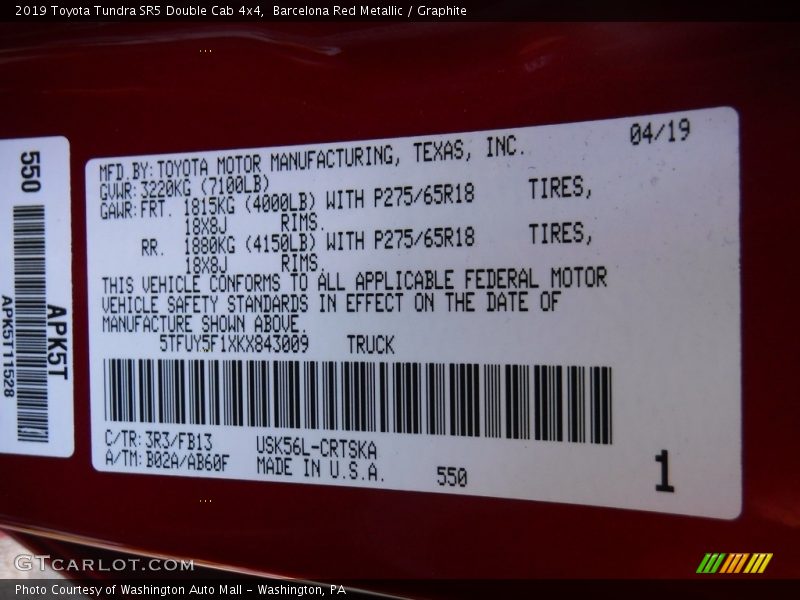 2019 Toyota Tundra SR5 Double Cab 4x4, Barcelona Red Metallic / Graphite
550
APK5T
APK5T11528
04/19
MFD.BY:TOYOTA MOTOR MANUFACTURING, TEXAS, INC.
GVWR:3220KG (7100LB)
GAWR:FRT. 1815KG (4000LB) WITH P275/65R18 TIRES,
18X8J RIMS.
RR. 1880KG (4150LB) WITH P275/65R18 TIRES,
18X8J RIMS.
THIS VEHICLE CONFORMS TO ALL APPLICABLE FEDERAL MOTOR
VEHICLE SAFETY STANDARDS IN EFFECT ON THE DATE OF
MANUFACTURE SHOWN ABOVE.
5TFUY5F1XKX843009 TRUCK
C/TR:3R3/FB13 USK56L-CRTSKA
A/TM:B02A/AB60F MADE IN U.S.A. 550
1
GTCARLOT.COM
Photo Courtesy of Washington Auto Mall - Washington, PA